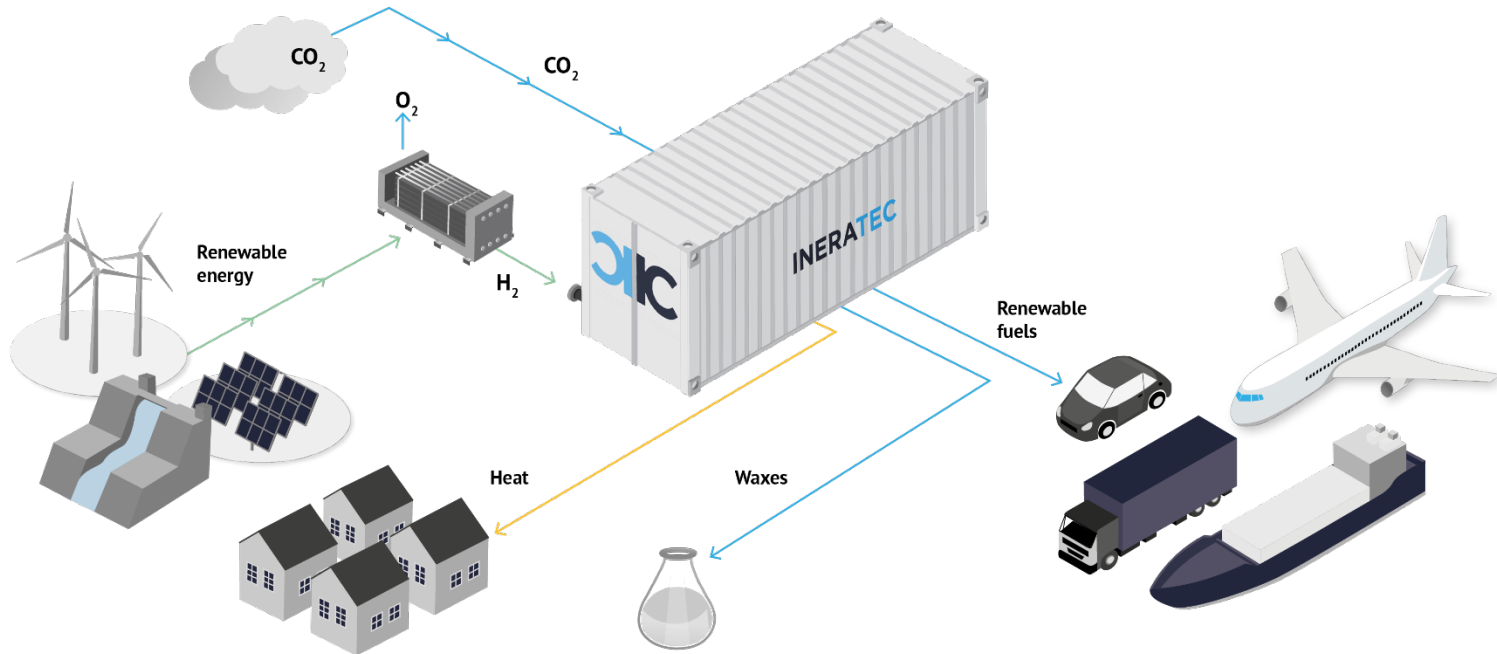 CO₂
CO₂
O₂
Renewable
energy
H₂
INERATEC
Renewable
fuels
Heat
Waxes